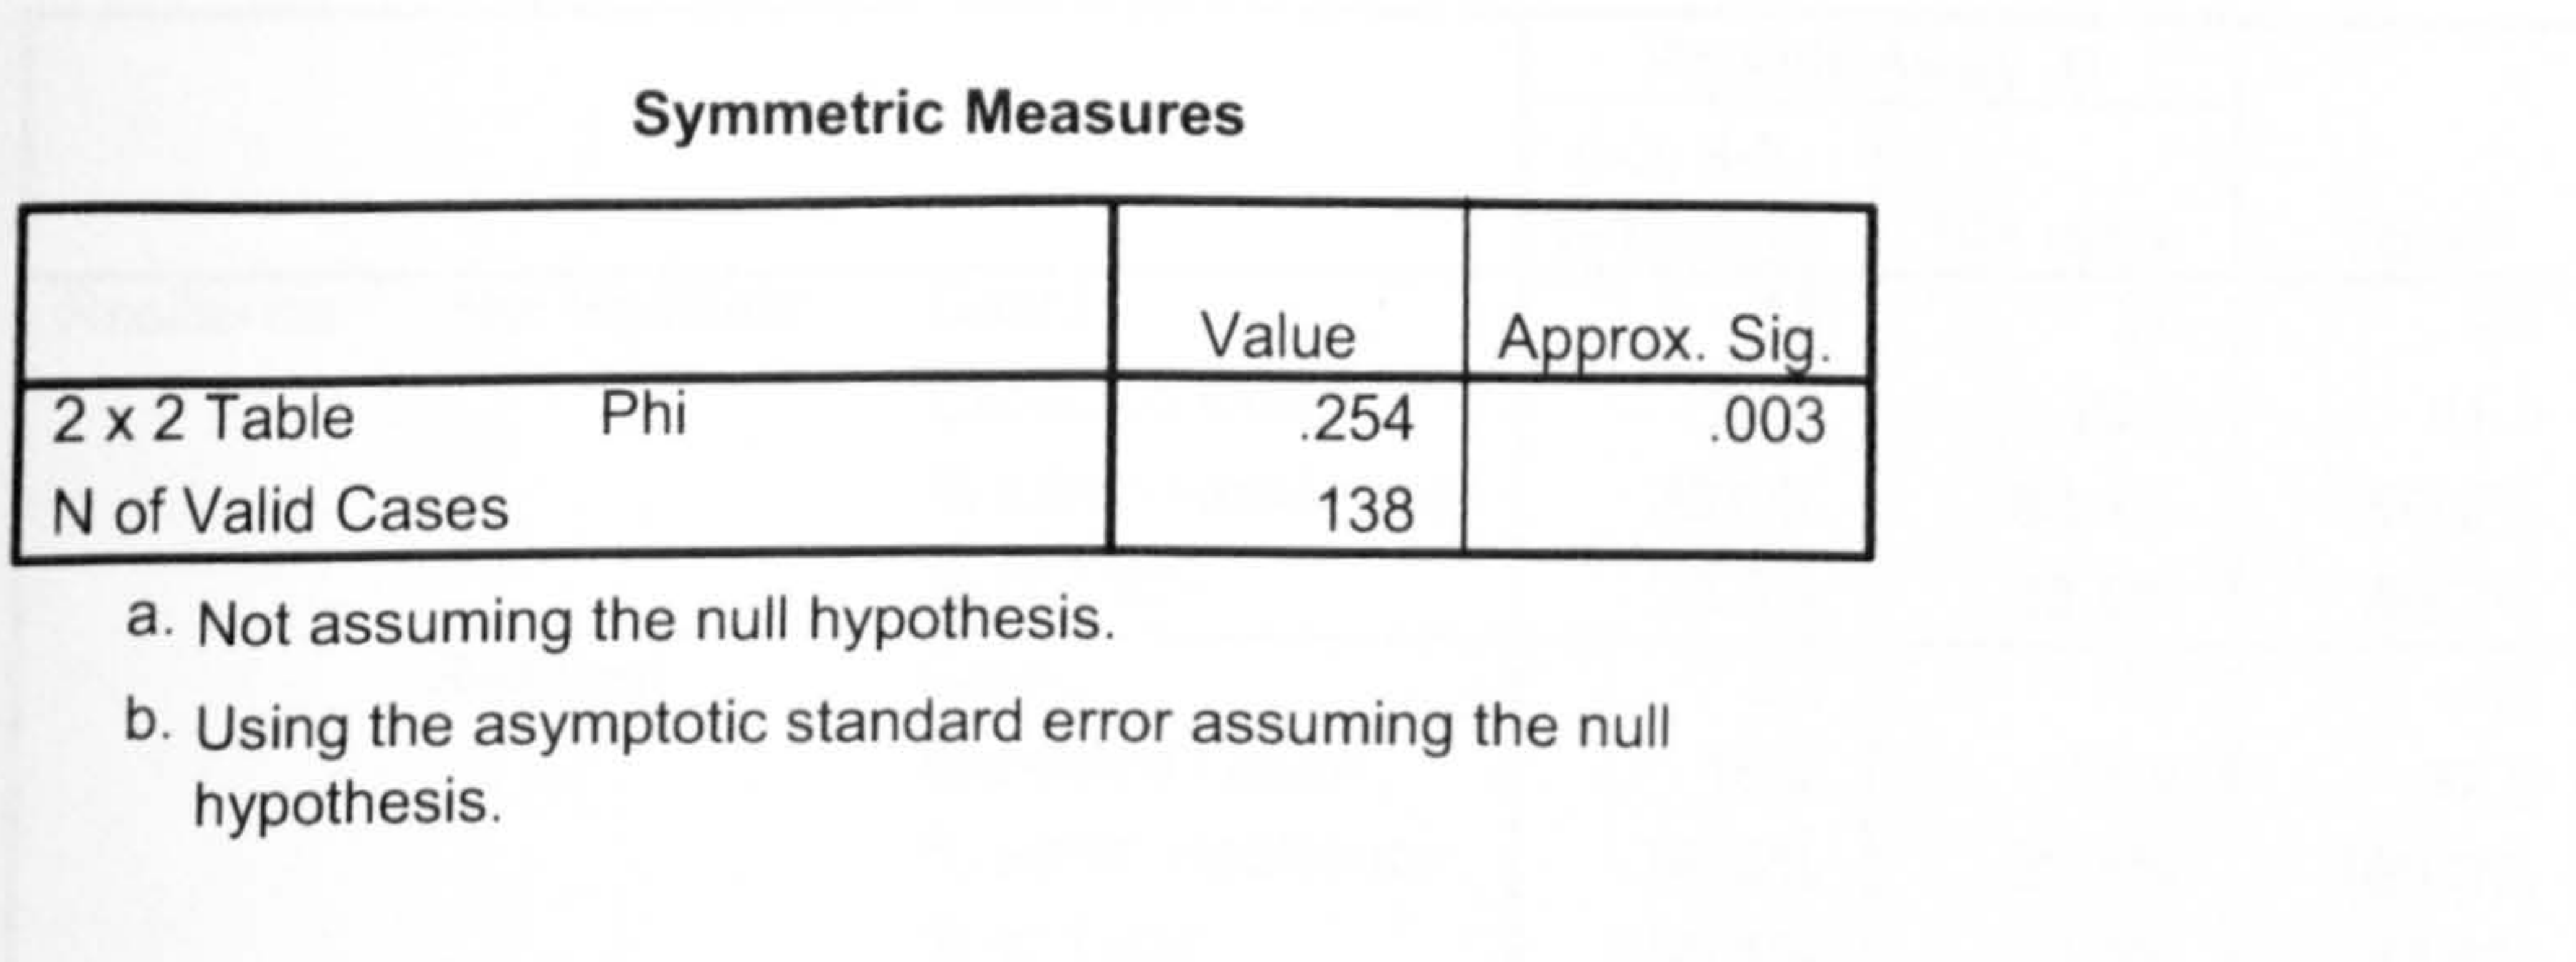 Symmetric Measures
Value Approx. Sig.
2 x 2 Table Phi .254 .003
N of Valid Cases 138
a. Not assuming the null hypothesis.
b. Using the asymptotic standard error assuming the null
hypothesis.